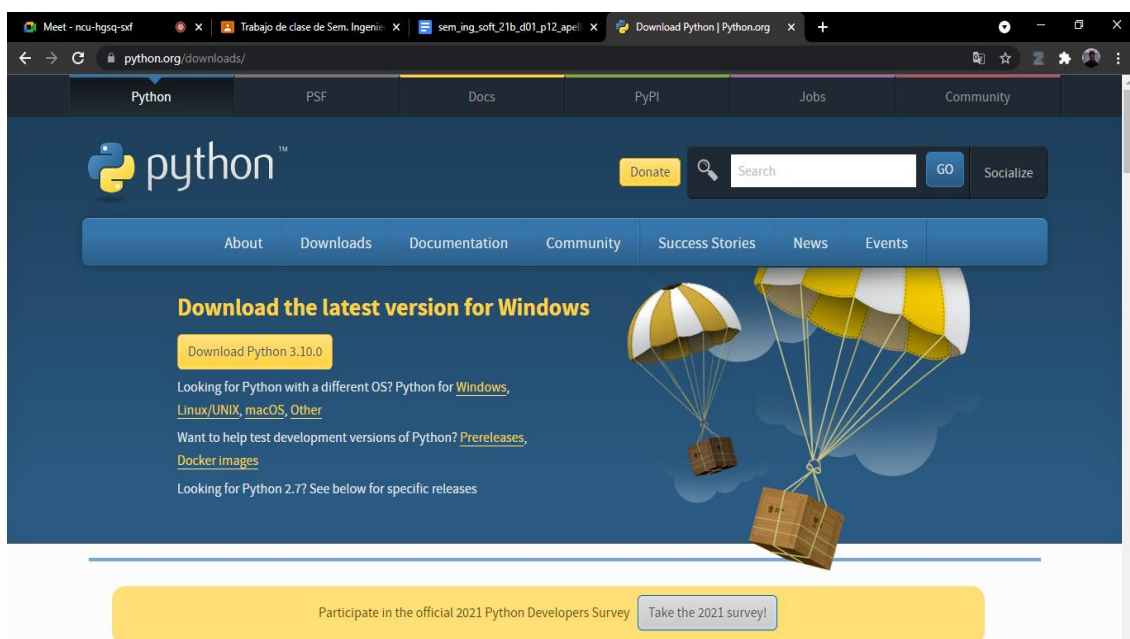 Meet - ncu-hgsq-sxf
Trabajo de clase de Sem. Ingenie
sem_ing_soft_21b_d01_p12_apell
Download Python | Python.org
python.org/downloads/
Python PSF Docs PyPI Jobs Community
python™
Donate
Search
GO
Socialize
About Downloads Documentation Community Success Stories News Events
Download the latest version for Windows
Download Python 3.10.0
Looking for Python with a different OS? Python for Windows,
Linux/UNIX, macOS, Other
Want to help test development versions of Python? Prereleases,
Docker images
Looking for Python 2.7? See below for specific releases
Participate in the official 2021 Python Developers Survey Take the 2021 survey!